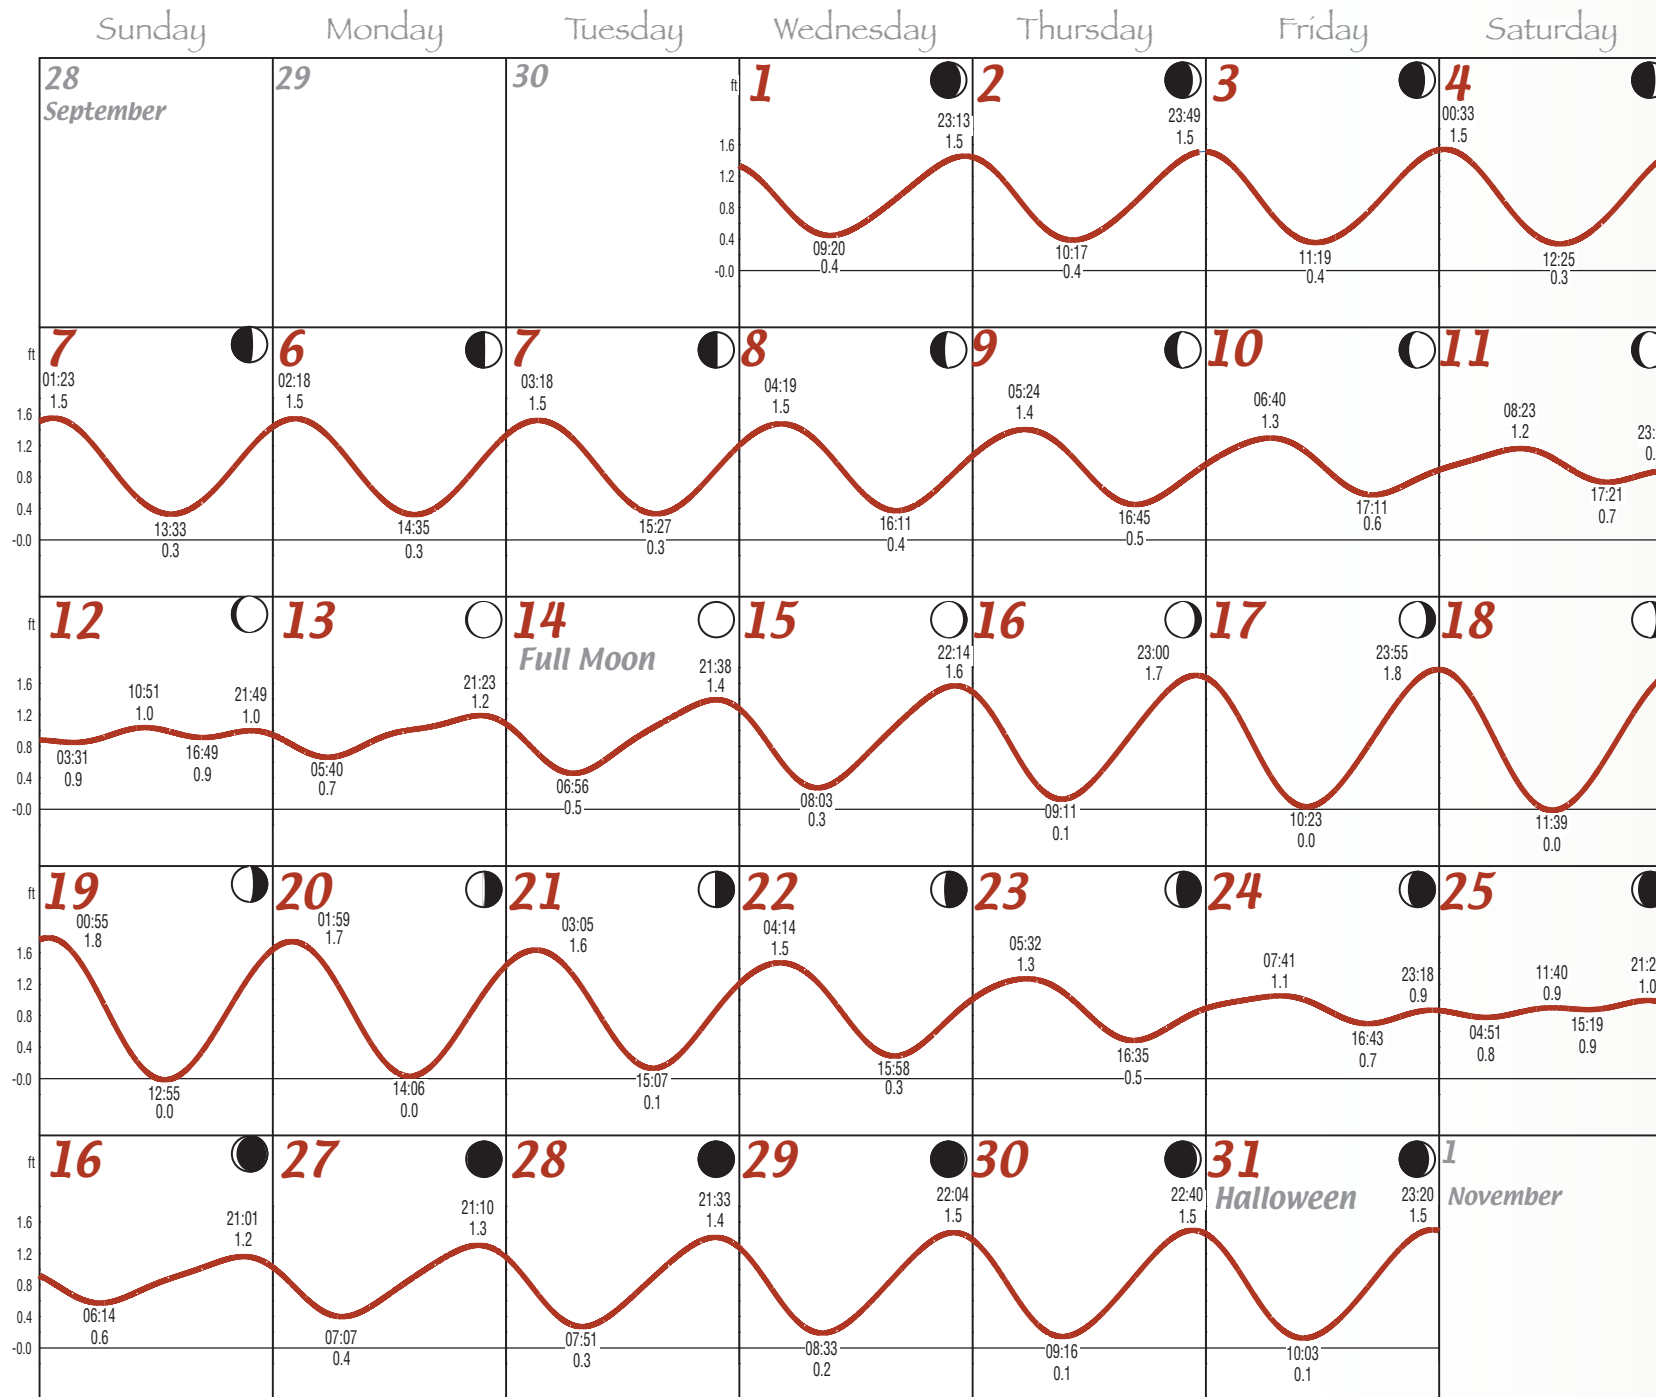 Sunday Monday Tuesday Wednesday Thursday Friday Saturday
28 29 30 1 2 3 4
September
ft
23:13 23:49 00:33
1.5 1.5 1.5
1.6
1.2
0.8
0.4
-0.0
09:20 10:17 11:19 12:25
0.4 0.4 0.4 0.3
7 6 7 8 9 10 11
ft
01:23 02:18 03:18 04:19 05:24 06:40 08:23
1.5 1.5 1.5 1.5 1.4 1.3 1.2
1.6
1.2
0.8
0.4
-0.0
13:33 14:35 15:27 16:11 16:45 17:11 17:21
0.3 0.3 0.3 0.4 0.5 0.6 0.7
12 13 14 15 16 17 18
ft
Full Moon
10:51 21:49 21:23 21:38 22:14 23:00 23:55
1.0 1.0 1.2 1.4 1.6 1.7 1.8
1.6
1.2
0.8
0.4
-0.0
03:31 16:49 05:40 06:56 08:03 09:11 10:23 11:39
0.9 0.9 0.7 0.5 0.3 0.1 0.0 0.0
19 20 21 22 23 24 25
ft
00:55 01:59 03:05 04:14 05:32 07:41 23:18 11:40
1.8 1.7 1.6 1.5 1.3 1.1 0.9 0.9 1.0
1.6
1.2
0.8
0.4
-0.0
12:55 14:06 15:07 15:58 16:35 16:43 04:51 15:19
0.0 0.0 0.1 0.3 0.5 0.7 0.8 0.9
16 27 28 29 30 31 1
ft
Halloween November
21:01 21:10 21:33 22:04 22:40 23:20
1.2 1.3 1.4 1.5 1.5 1.5
1.6
1.2
0.8
0.4
-0.0
06:14 07:07 07:51 08:33 09:16 10:03
0.6 0.4 0.3 0.2 0.1 0.1